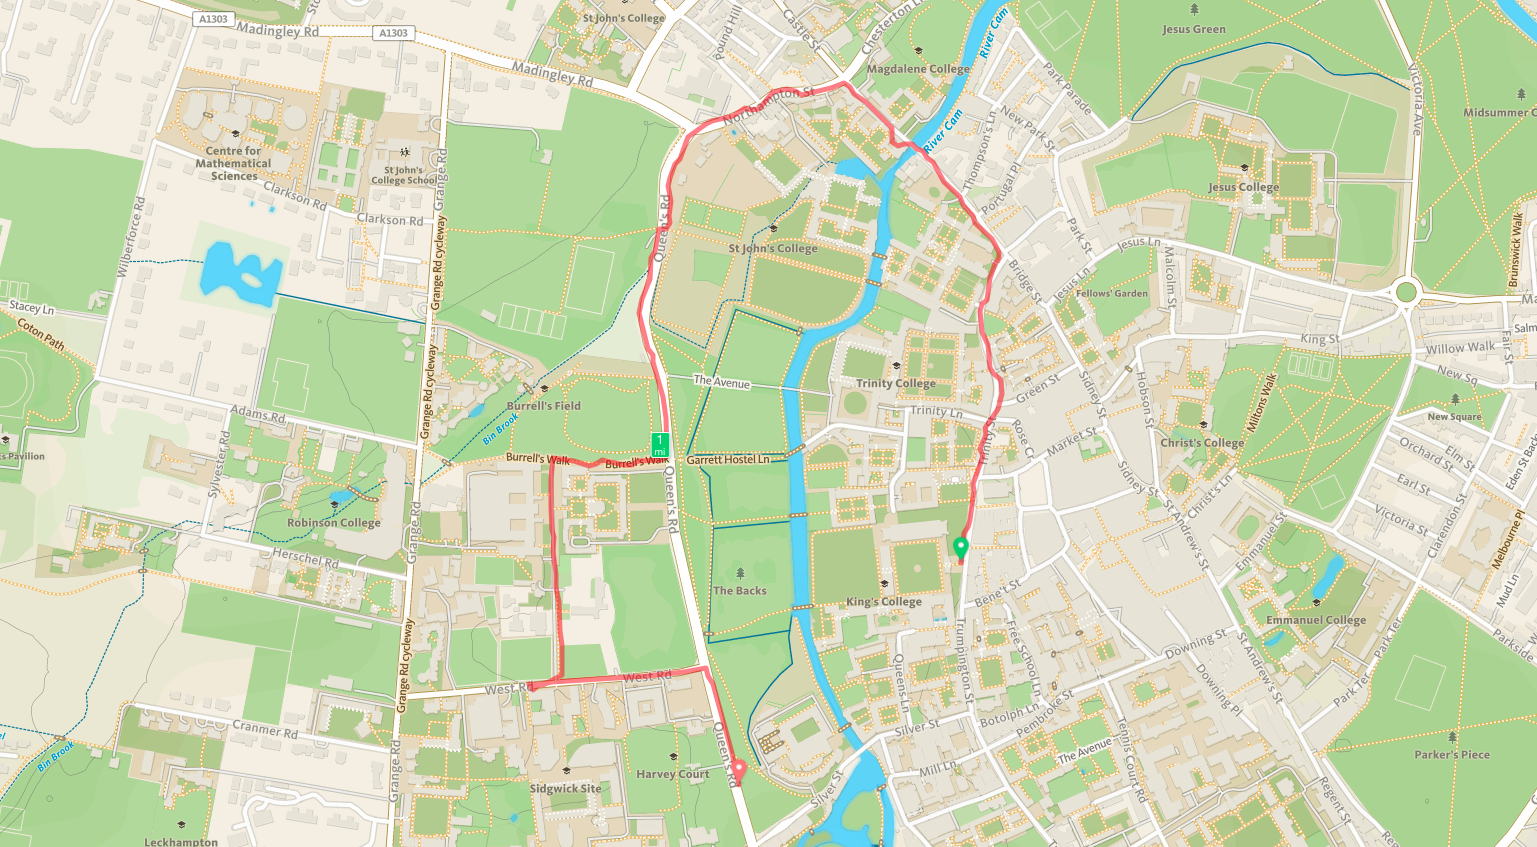 A1303
Madingley Rd
A1303
Madingley Rd
St John's College
Pound Hill
Castle St
Chesterton Ln
River Cam
Jesus Green
Magdalene College
Park Parade
Victoria Ave
Midsummer C
Northampton St
River Cam
New Park St
Thompson's Ln
Portugal Pl
Centre for
Mathematical
Sciences
St John's
College School
Grange Rd
Clarkson Rd
Clarkson Rd
Wilberforce Rd
Grange Rd cycleway
Queen's Rd
St John's College
Park St
Jesus College
Jesus Ln
Brunswick Walk
Malcolm St
Bridge St
Jesus Ln
Fellows' Garden
Ma
Stacey Ln
Coton Path
King St
Willow Walk
Fair St
Salm
New Sq
New Square
The Avenue
Trinity College
Green St
Sidney St
Hobson St
Miltons Walk
Grange Rd cycleway
Burrell's Field
Bin Brook
Adams Rd
Trinity Ln
Trinity St
Rose Cr
Market St
Christ's College
Orchard St
Elm St
Eden St Back
1
mi
Burrell's Walk
Burrell's Walk
Garrett Hostel Ln
s Pavilion
Sylvester Rd
Queen's Rd
Sidney St
St Andrew's St
Christ's Ln
Earl St
Victoria St
Clarendon St
Melbourne Pl
Robinson College
Grange Rd
Herschel Rd
The Backs
King's College
Bene't St
Emmanuel St
Emmanuel College
Mud Ln
Parkside
Park Ter
Grange Rd cycleway
Trumpington St
Free School Ln
Downing St
St Andrew's St
Downing Pl
Park Ter
West Rd
West Rd
Queens Ln
Silver St
Botolph Ln
Pembroke St
Tennis Court Rd
The Avenue
Mill Ln
Silver St
Cranmer Rd
Bin Brook
Grange Rd
Queen's Rd
Harvey Court
Sidgwick Site
Parker's Piece
Regent St
Reg
Leckhampton